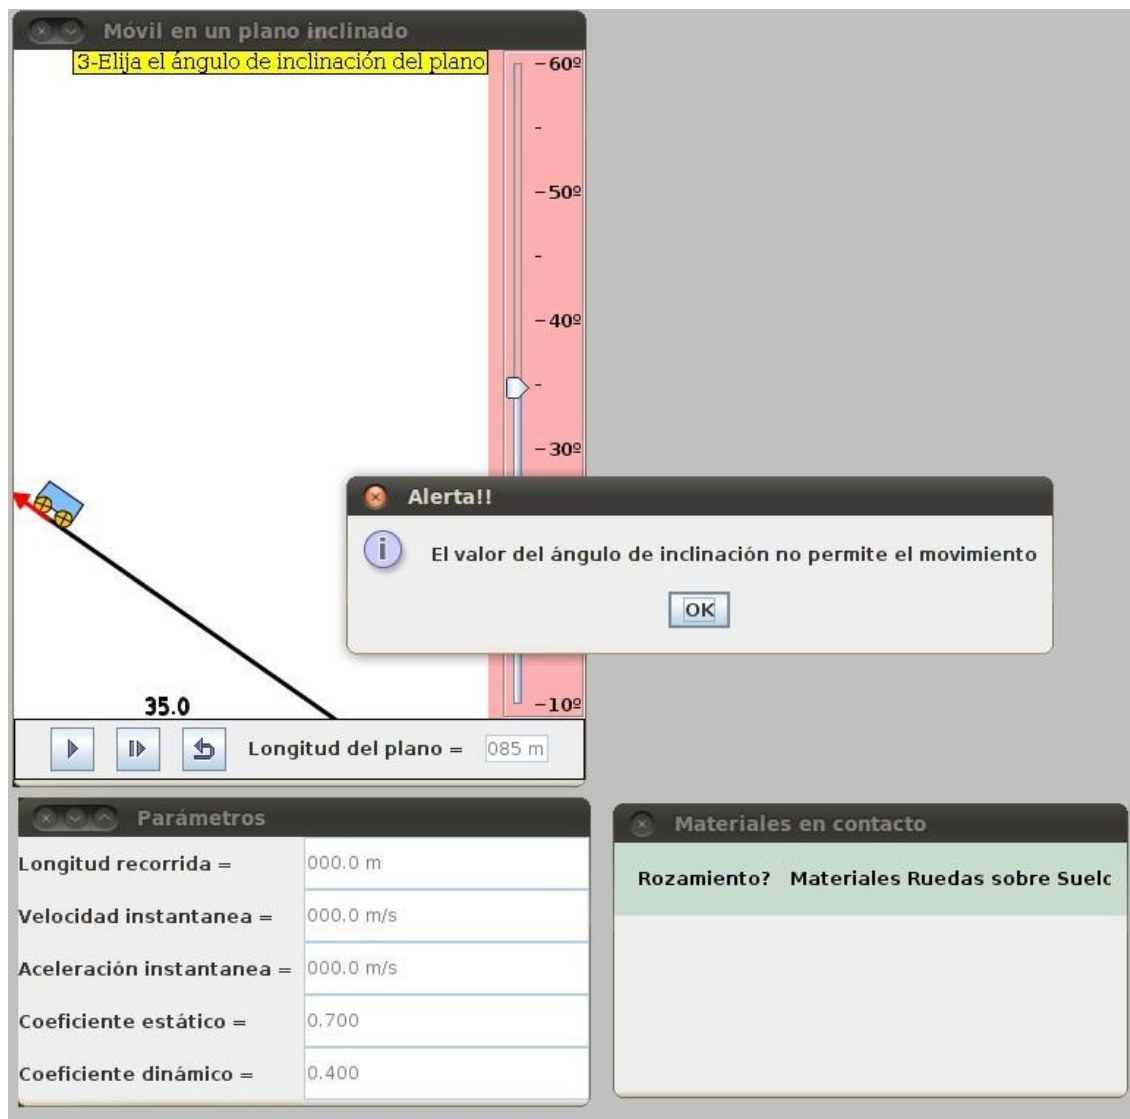 Móvil en un plano inclinado
3-Elija el ángulo de inclinación del plano
60º
50º
40º
30º
Alerta!!
El valor del ángulo de inclinación no permite el movimiento
OK
35.0
10º
Longitud del plano = 085 m
Parámetros
Longitud recorrida = 000.0 m
Velocidad instantanea = 000.0 m/s
Aceleración instantanea = 000.0 m/s
Coeficiente estático = 0.700
Coeficiente dinámico = 0.400
Materiales en contacto
Rozamiento? Materiales Ruedas sobre Suelc